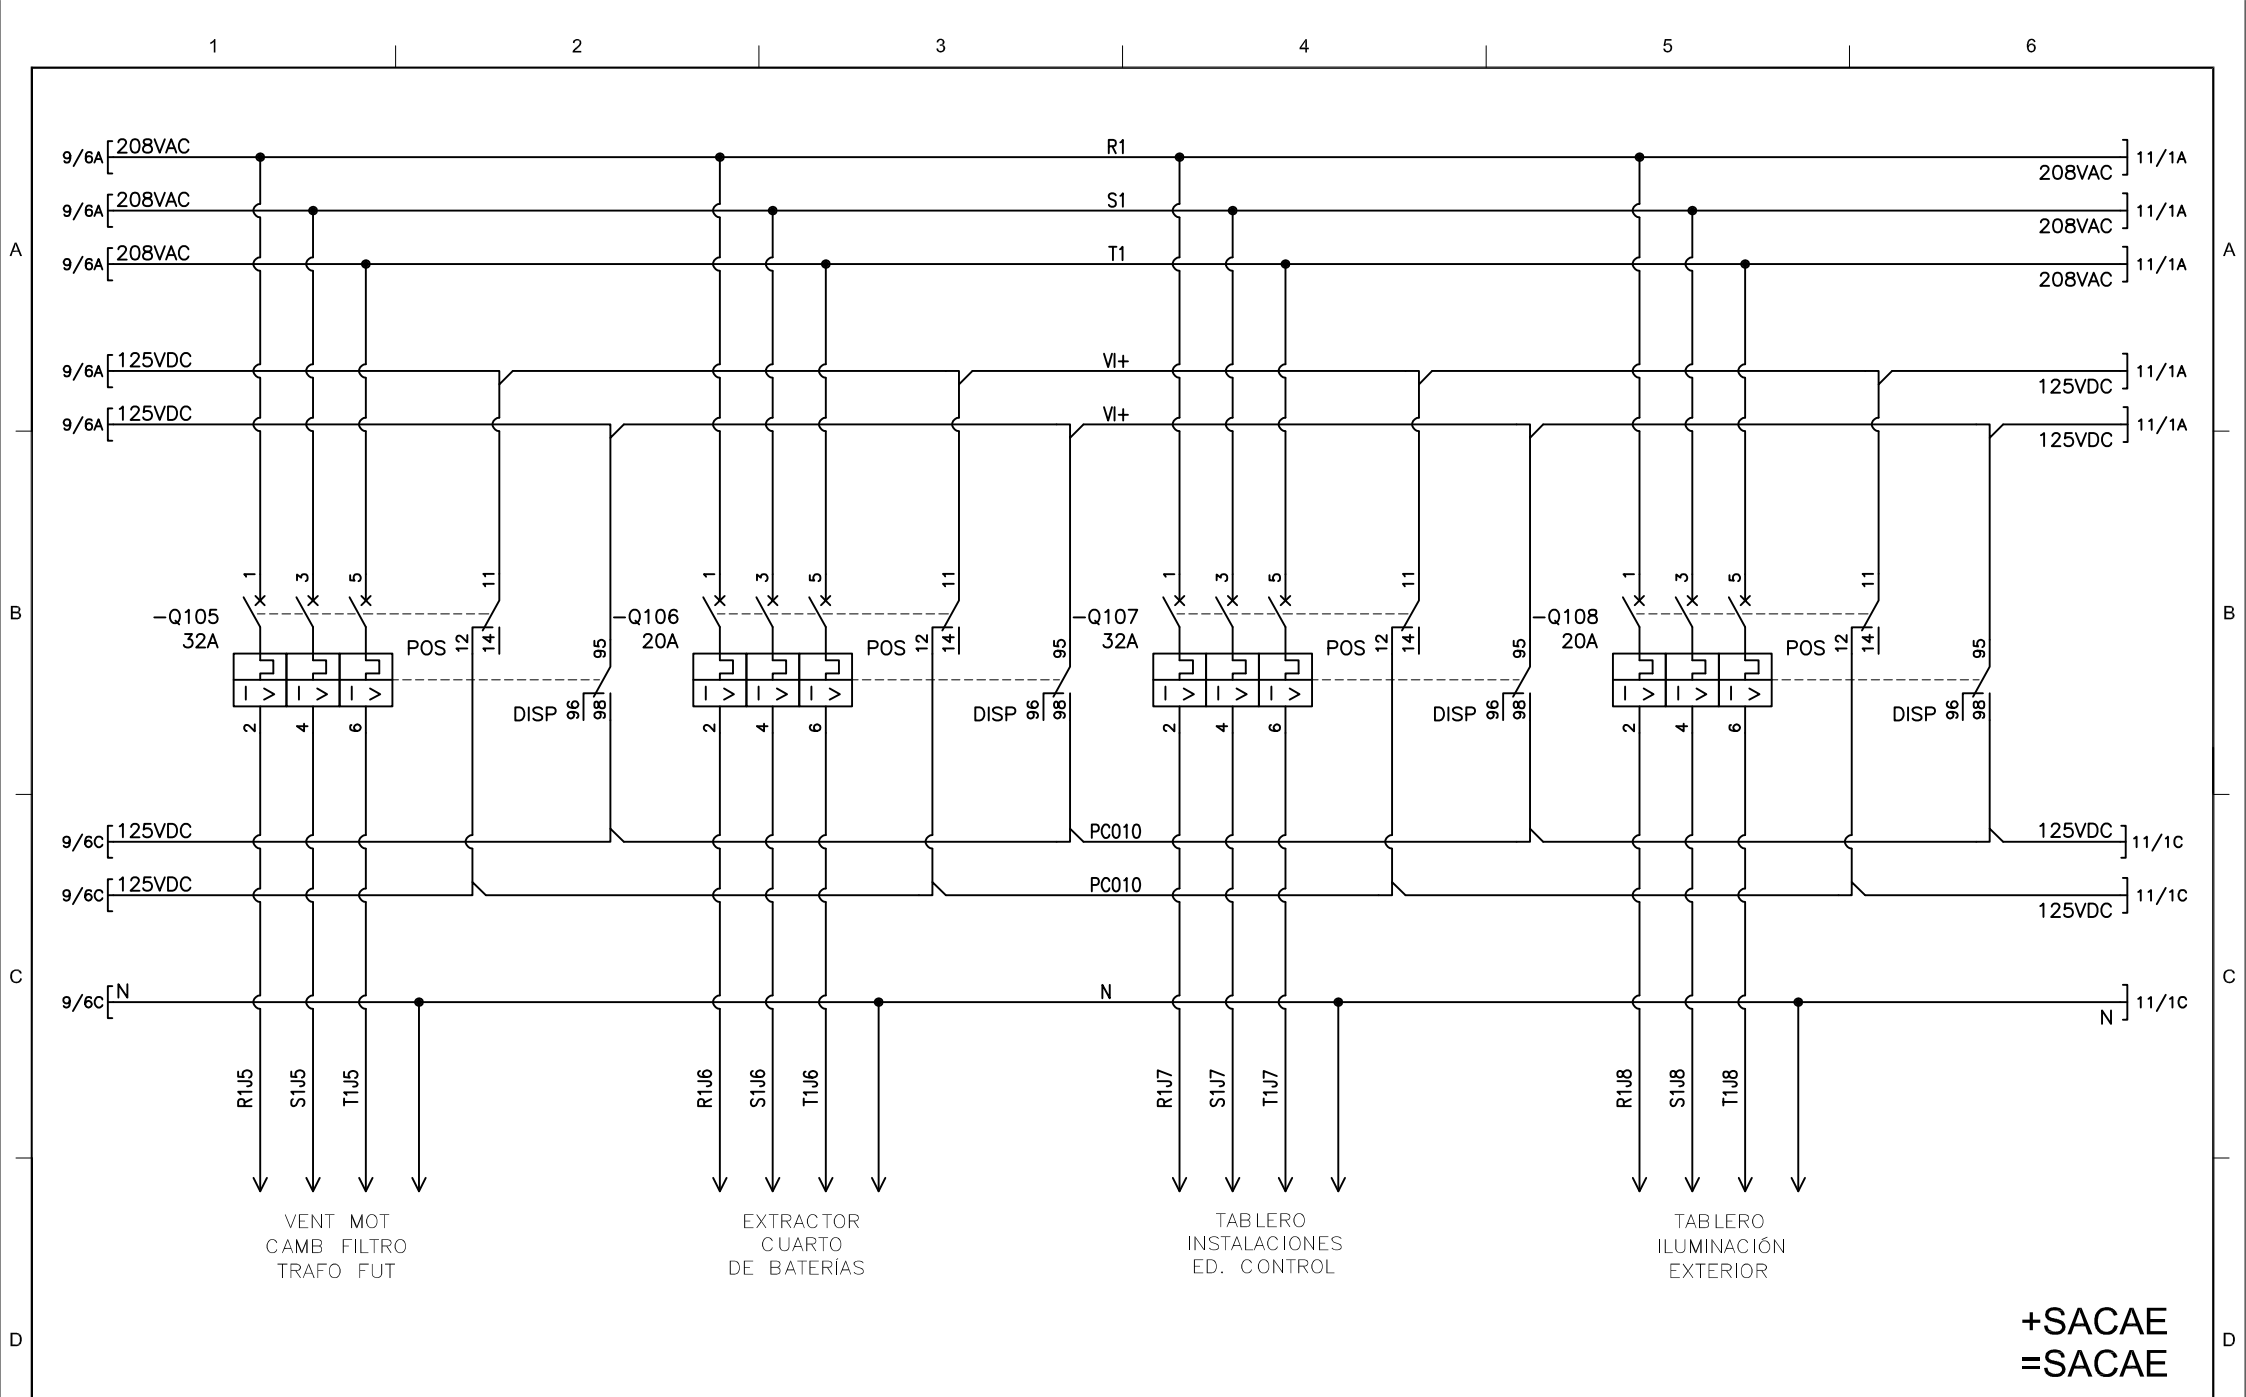 1 2 3 4 5 6
9/6A 208VAC R1 208VAC 11/1A
9/6A 208VAC S1 208VAC 11/1A
A 9/6A 208VAC T1 208VAC 11/1A A
9/6A 125VDC VI+ 125VDC 11/1A
9/6A 125VDC VI+ 125VDC 11/1A
1 3 5 11 1 3 5 11 1 3 5 11 1 3 5 11
B -Q105 -Q106 -Q107 -Q108 B
32A POS 12 14 95 20A POS 12 14 95 32A POS 12 14 95 20A POS 12 14 95
I > I > I > I > I > I > I > I > I > I > I > I >
2 4 6 DISP 96 98 2 4 6 DISP 96 98 2 4 6 DISP 96 98 2 4 6 DISP 96 98
9/6C 125VDC PC010 125VDC 11/1C
9/6C 125VDC PC010 125VDC 11/1C
C C
9/6C N N N 11/1C
R1J5 S1J5 T1J5 R1J6 S1J6 T1J6 R1J7 S1J7 T1J7 R1J8 S1J8 T1J8
VENT MOT
CAMB FILTRO
TRAFO FUT
EXTRACTOR
CUARTO
DE BATERÍAS
TABLERO
INSTALACIONES
ED. CONTROL
TABLERO
ILUMINACIÓN
EXTERIOR
+SACAE
D =SACAE D